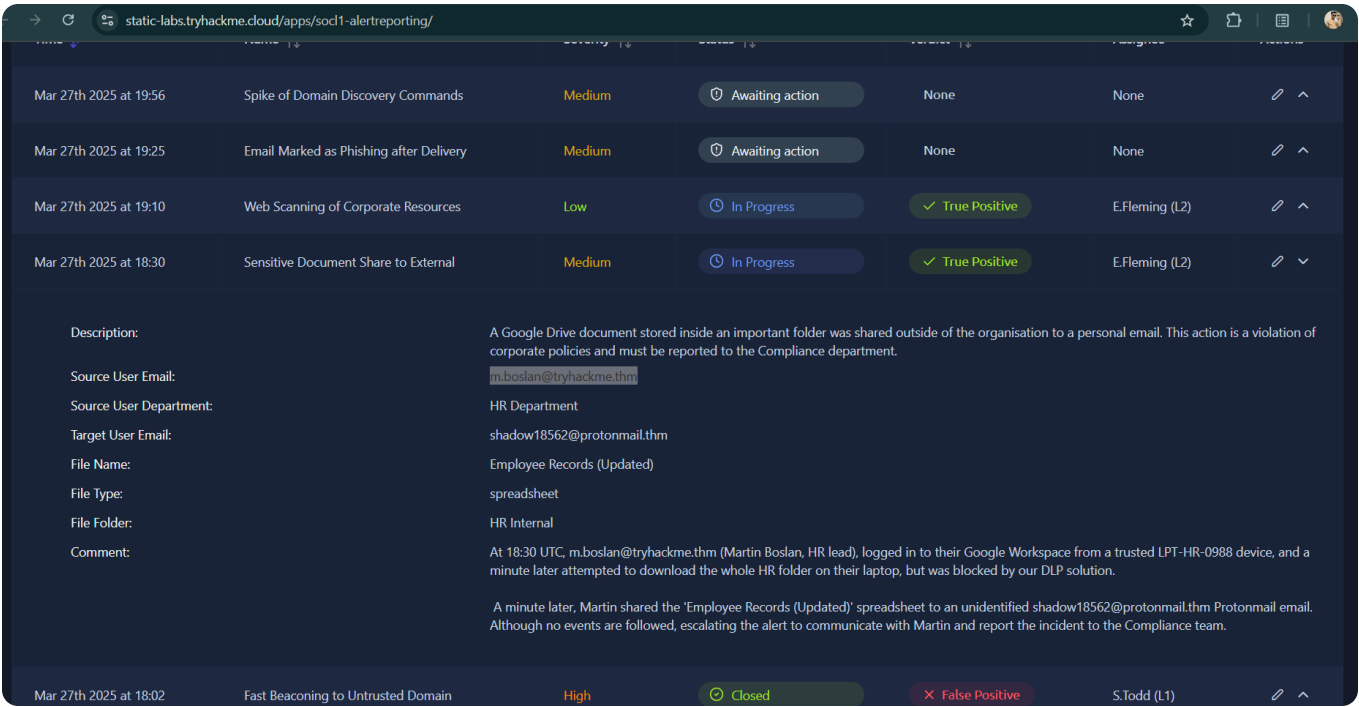 static-labs.tryhackme.cloud/apps/socl1-alertreporting/
Time Name Severity Status Verdict Assignee Actions
Mar 27th 2025 at 19:56 Spike of Domain Discovery Commands Medium Awaiting action None None
Mar 27th 2025 at 19:25 Email Marked as Phishing after Delivery Medium Awaiting action None None
Mar 27th 2025 at 19:10 Web Scanning of Corporate Resources Low In Progress True Positive E.Fleming (L2)
Mar 27th 2025 at 18:30 Sensitive Document Share to External Medium In Progress True Positive E.Fleming (L2)
Description: A Google Drive document stored inside an important folder was shared outside of the organisation to a personal email. This action is a violation of
corporate policies and must be reported to the Compliance department.
Source User Email: m.boslan@tryhackme.thm
Source User Department: HR Department
Target User Email: shadow18562@protonmail.thm
File Name: Employee Records (Updated)
File Type: spreadsheet
File Folder: HR Internal
Comment: At 18:30 UTC, m.boslan@tryhackme.thm (Martin Boslan, HR lead), logged in to their Google Workspace from a trusted LPT-HR-0988 device, and a
minute later attempted to download the whole HR folder on their laptop, but was blocked by our DLP solution.
A minute later, Martin shared the 'Employee Records (Updated)' spreadsheet to an unidentified shadow18562@protonmail.thm Protonmail email.
Although no events are followed, escalating the alert to communicate with Martin and report the incident to the Compliance team.
Mar 27th 2025 at 18:02 Fast Beaconing to Untrusted Domain High Closed False Positive S.Todd (L1)